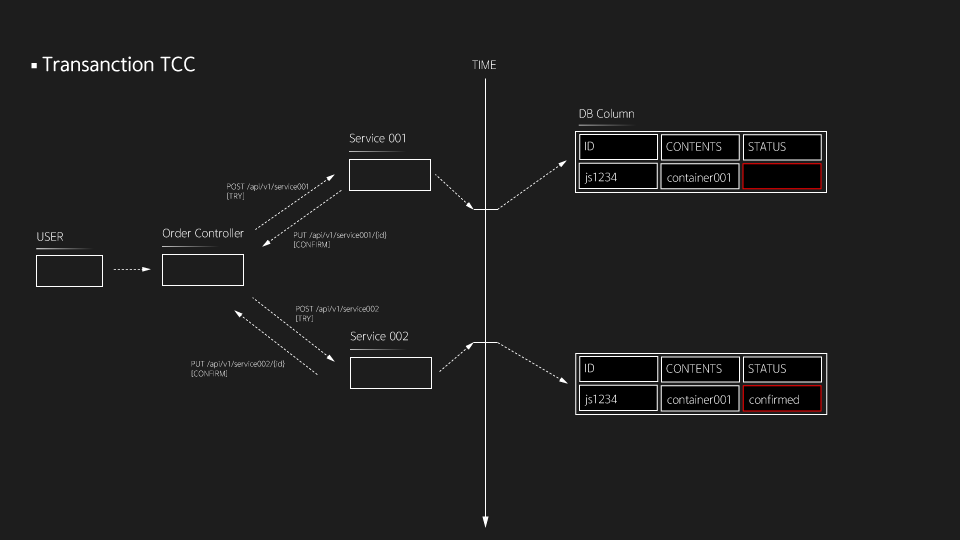 Transanction TCC
TIME
DB Column
ID CONTENTS STATUS
js1234 container001
Service 001
POST /api/v1/service001
[TRY]
PUT /api/v1/service001/{id}
[CONFIRM]
USER
Order Controller
POST /api/v1/service002
[TRY]
Service 002
PUT /api/v1/service002/{id}
[CONFIRM]
ID CONTENTS STATUS
js1234 container001 confirmed